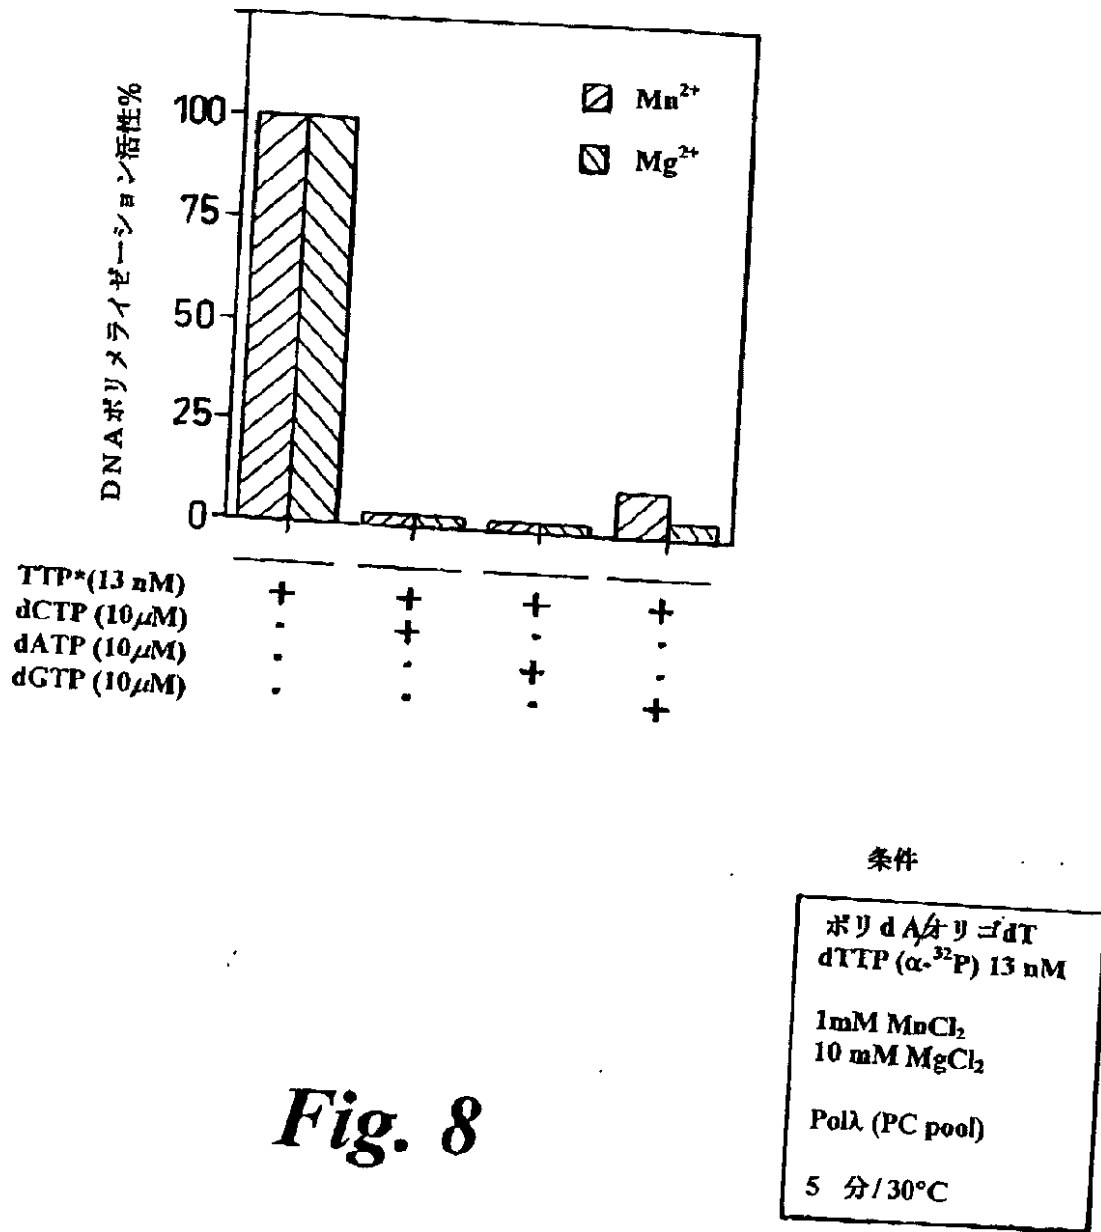 DNAポリメライゼーション活性%
100
75
50
25
0
Mn²⁺
Mg²⁺
TTP*(13 nM) + + + +
dCTP (10μM) - + - -
dATP (10μM) - - + -
dGTP (10μM) - - - +
条件
ポリdA/オリゴdT
dTTP (α-³²P) 13 nM
1mM MnCl₂
10 mM MgCl₂
Polλ (PC pool)
5 分/30°C
Fig. 8